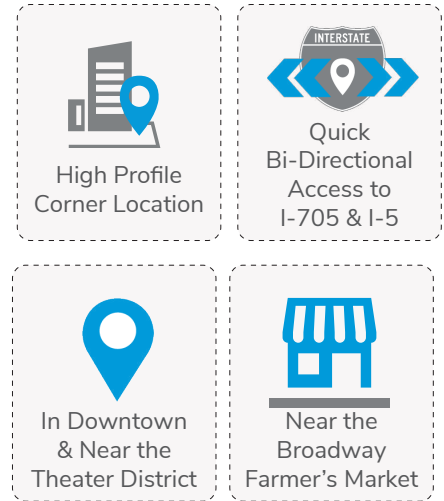 High Profile
Corner Location
INTERSTATE
Quick
Bi-Directional
Access to
I-705 & I-5
In Downtown
& Near the
Theater District
Near the
Broadway
Farmer’s Market